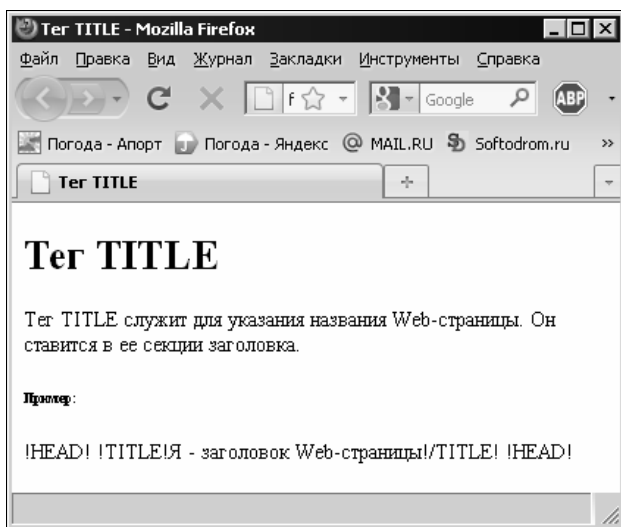 Тег TITLE - Mozilla Firefox
Файл Правка Вид Журнал Закладки Инструменты Справка
f Google ABP
Погода - Апорт Погода - Яндекс MAIL.RU Softodrom.ru »
Тег TITLE
Тег TITLE
Тег TITLE служит для указания названия Web-страницы. Он
ставится в ее секции заголовка.
Пример:
!HEAD! !TITLE!Я - заголовок Web-страницы!/TITLE! !HEAD!